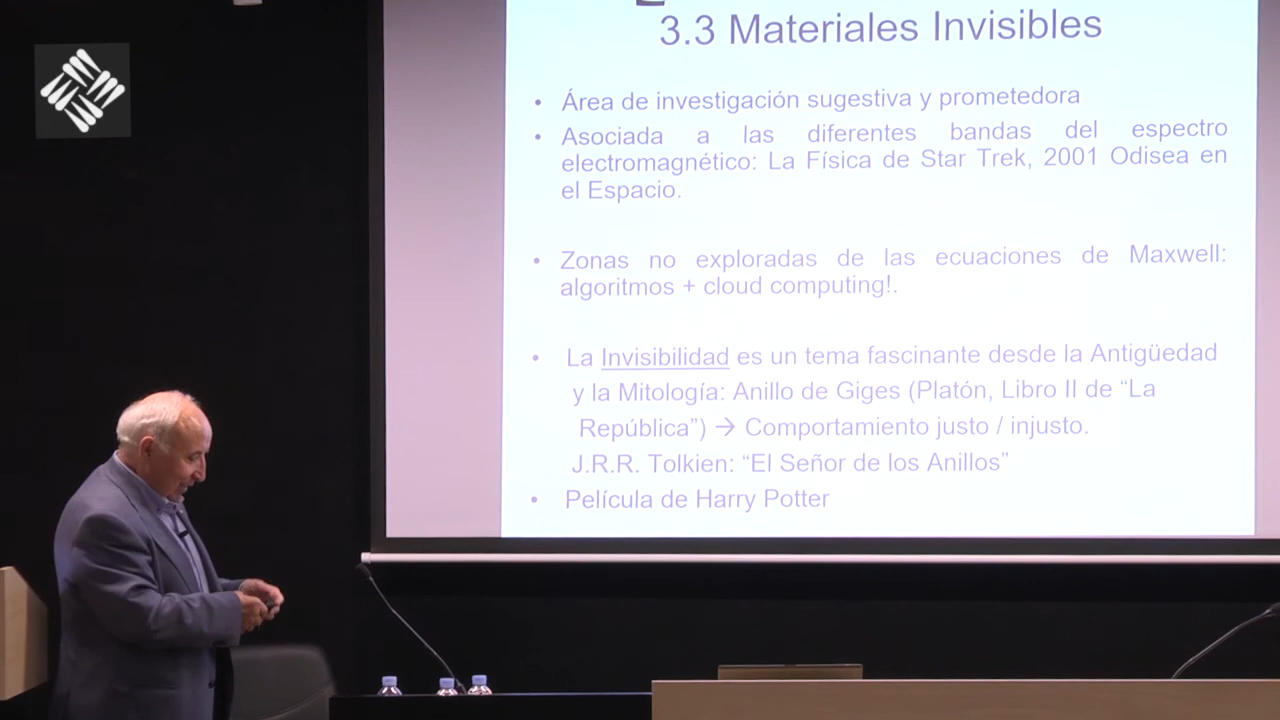 3.3 Materiales Invisibles
• Área de investigación sugestiva y prometedora
• Asociada a las diferentes bandas del espectro
electromagnético: La Física de Star Trek, 2001 Odisea en
el Espacio.
• Zonas no exploradas de las ecuaciones de Maxwell:
algoritmos + cloud computing!.
• La Invisibilidad es un tema fascinante desde la Antigüedad
y la Mitología: Anillo de Giges (Platón, Libro II de “La
República”) → Comportamiento justo / injusto.
J.R.R. Tolkien: “El Señor de los Anillos”
• Película de Harry Potter